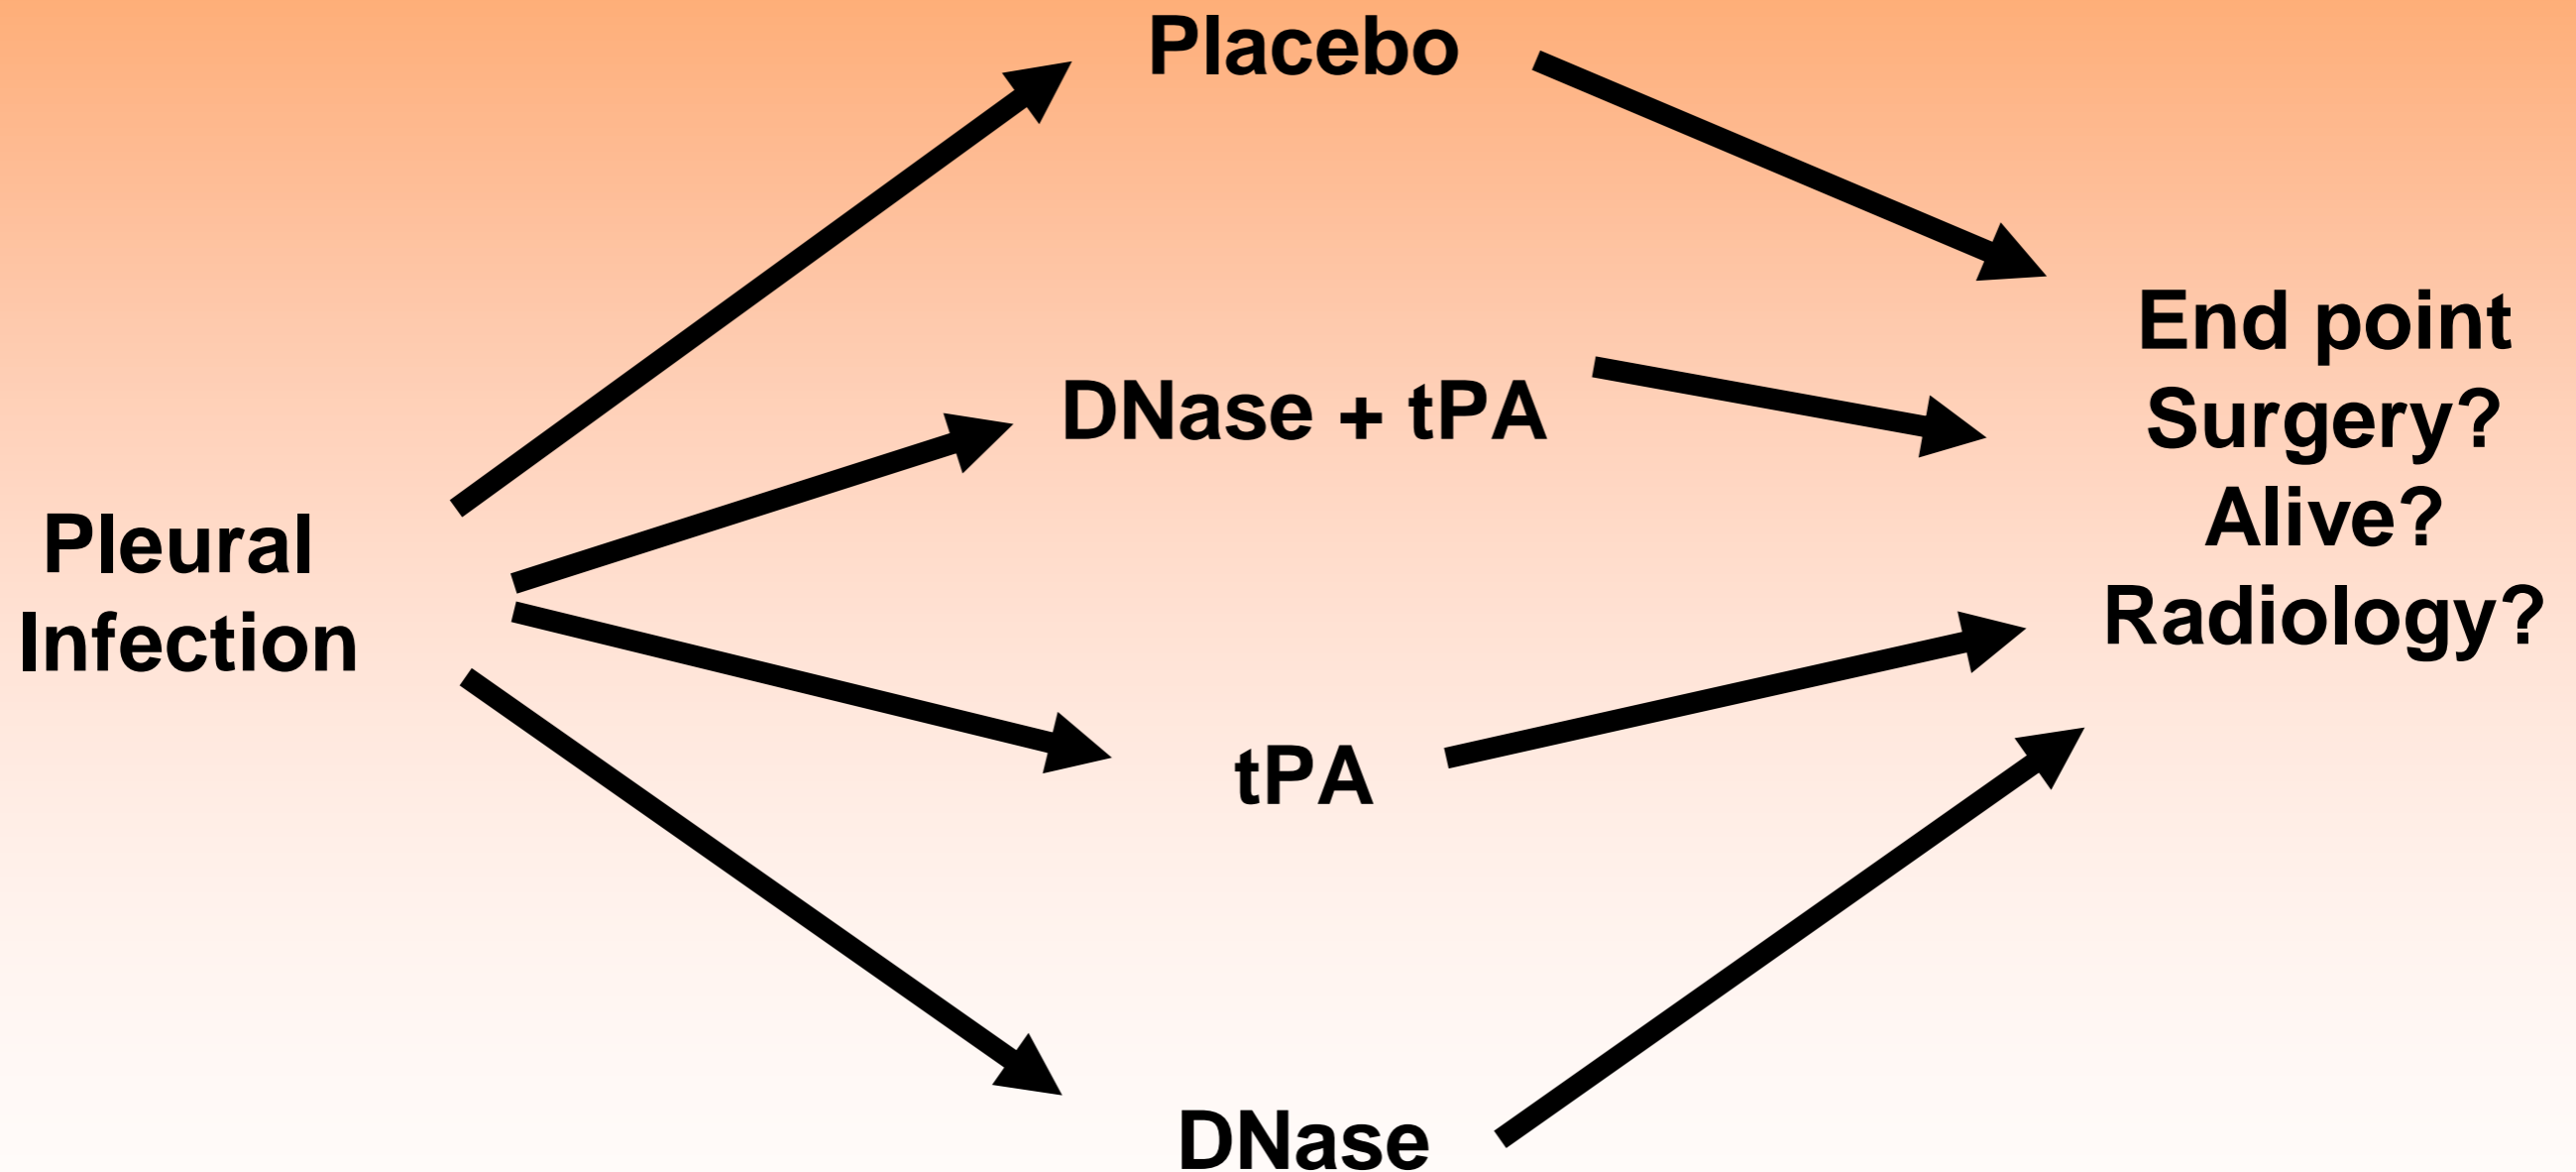 Pleural
Infection
Placebo
DNase + tPA
tPA
DNase
End point
Surgery?
Alive?
Radiology?